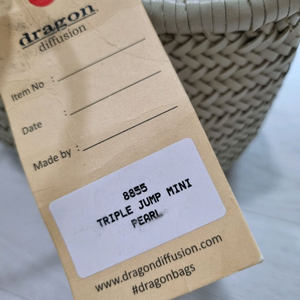 dragon
diffusion
Item No :
Date :
Made by :
8855
TRIPLE JUMP MINI
PEARL
www.dragondiffusion.com
#dragonbags